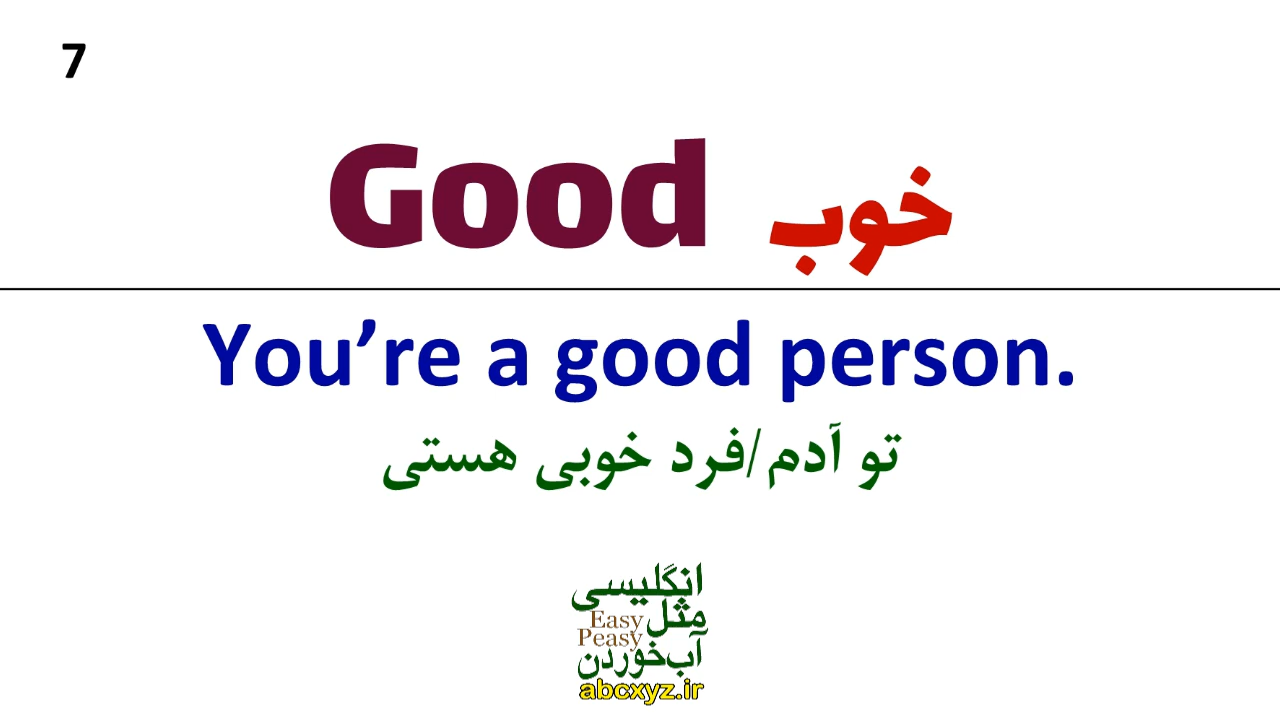 7
Good خوب
You’re a good person.
تو آدم/فرد خوبی هستی
انگلیسی
مثل
Easy
Peasy
آب‌خوردن
abcxyz.ir